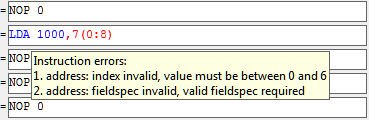 =NOP 0
=LDA 1000,7(0:8)
=NOP
Instruction errors:
1. address: index invalid, value must be between 0 and 6
=NOP
2. address: fieldspec invalid, valid fieldspec required
=NOP 0